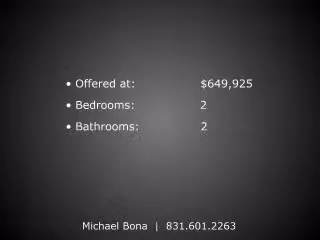 • Offered at: $649,925
• Bedrooms: 2
• Bathrooms: 2
Michael Bona | 831.601.2263